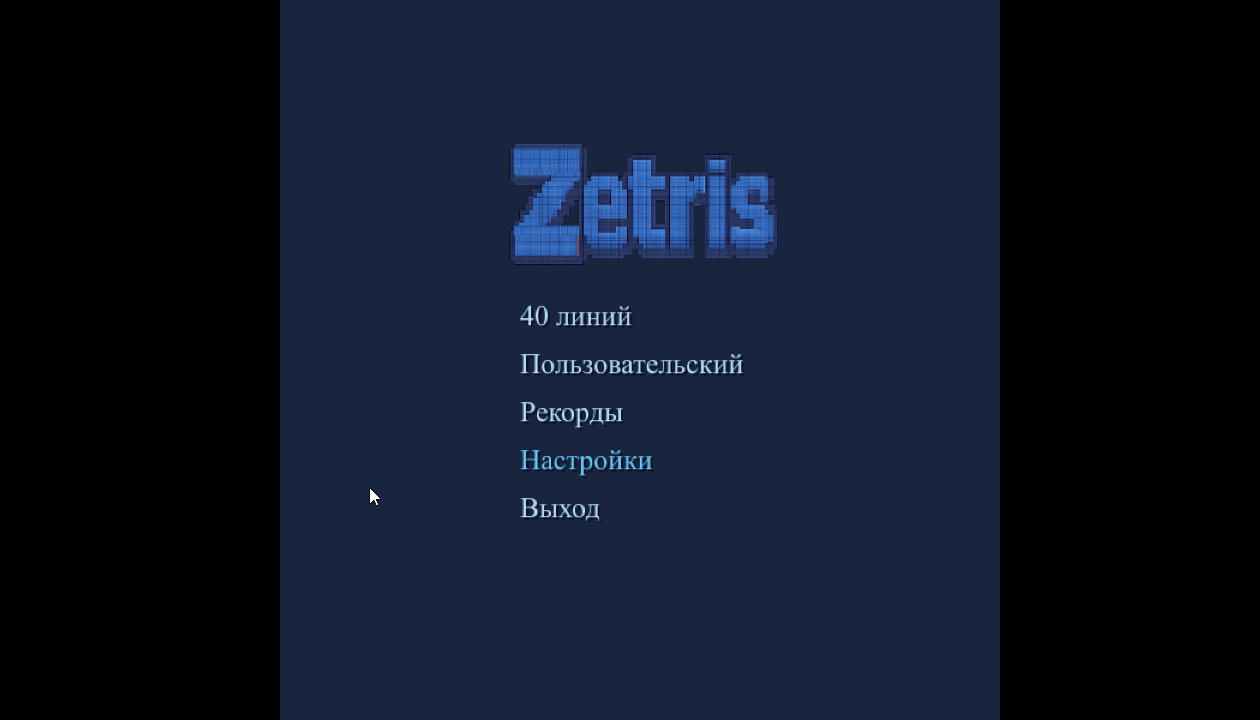 Zetris
40 линий
Пользовательский
Рекорды
Настройки
Выход